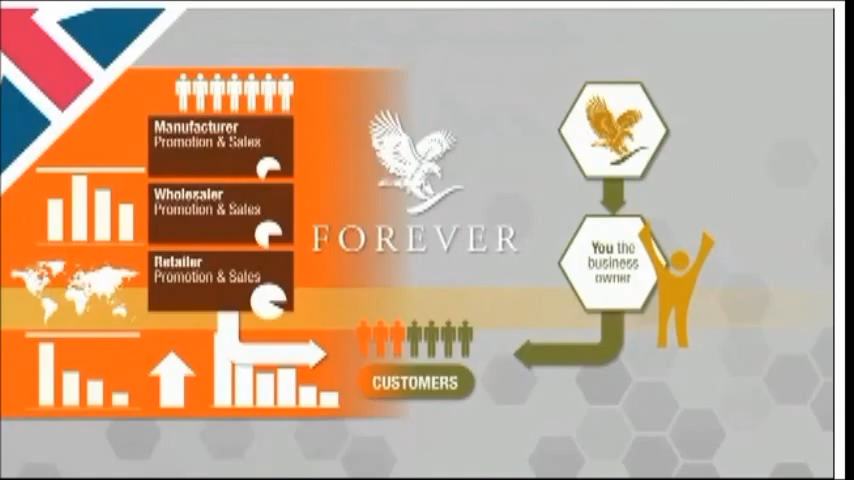 Manufacturer
Promotion & Sales
Wholesaler
Promotion & Sales
Retailer
Promotion & Sales
FOREVER
You the
business
owner
CUSTOMERS